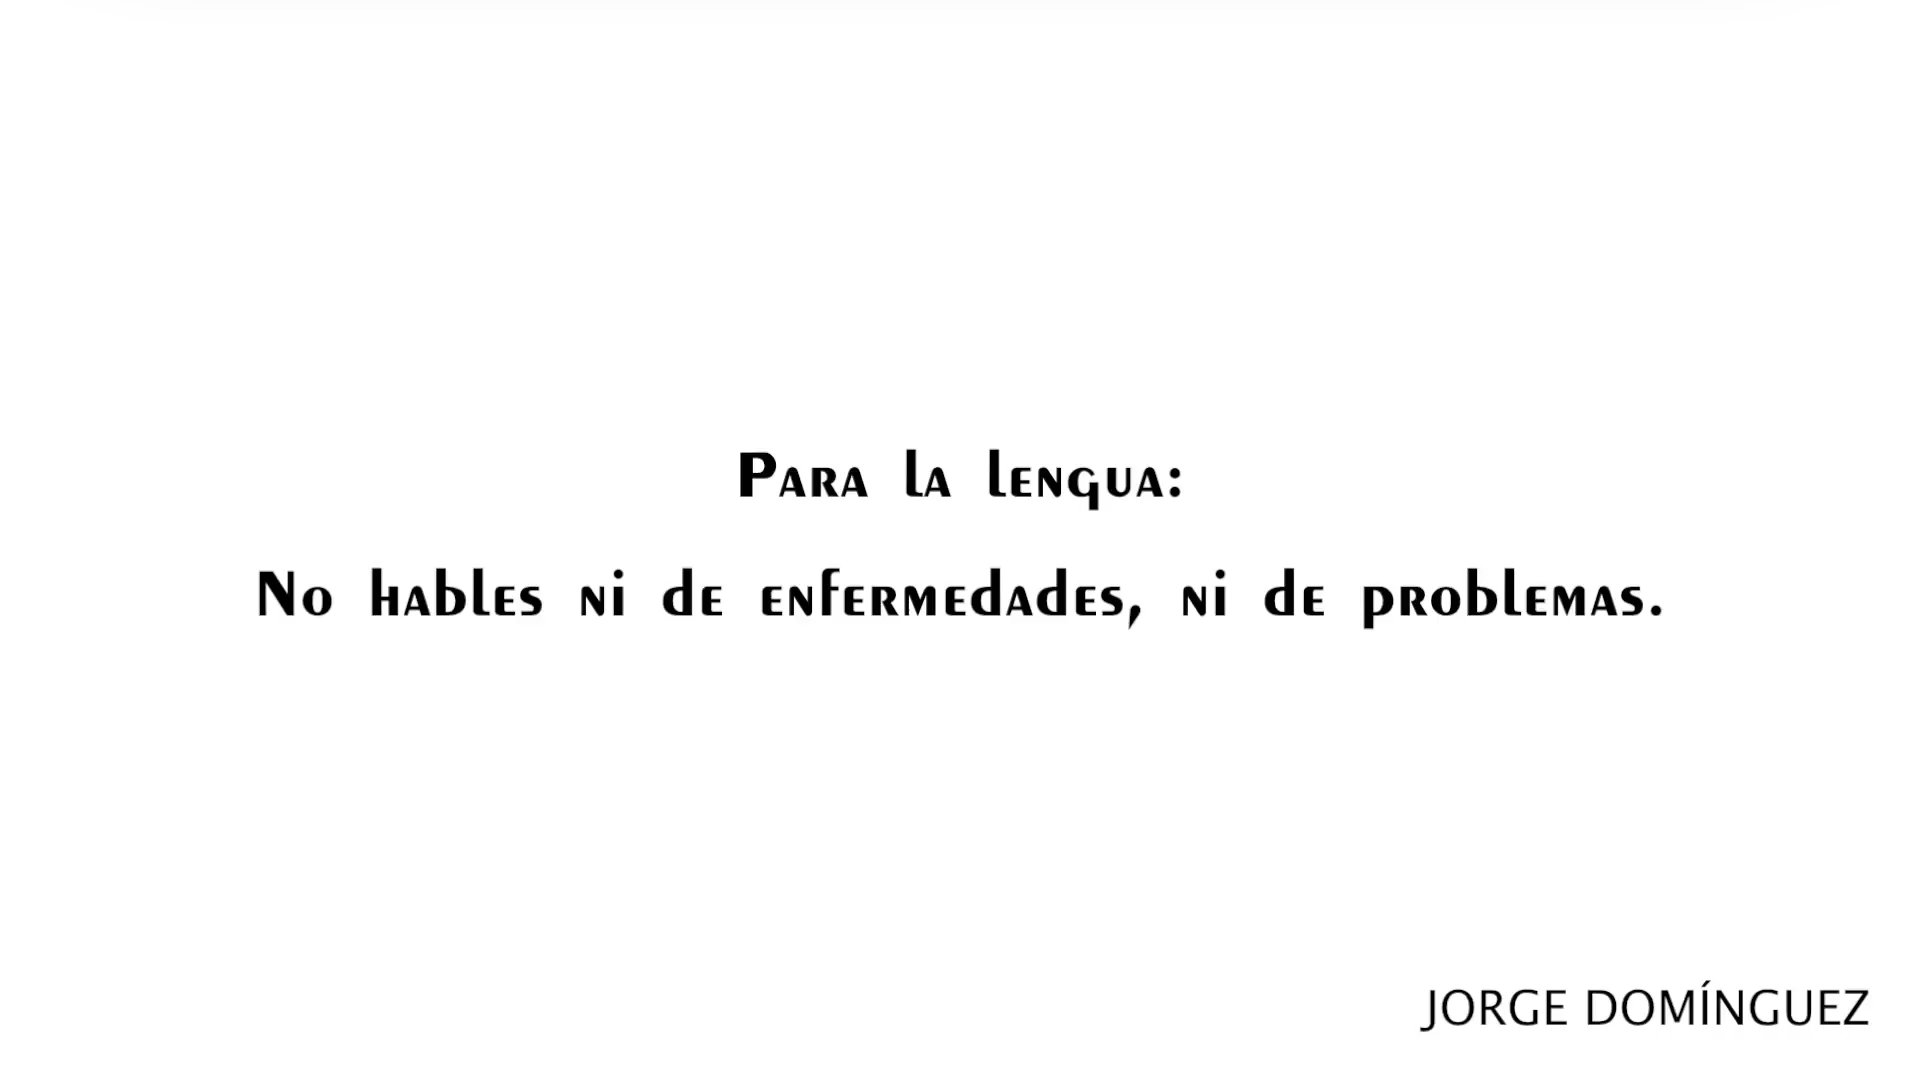 Para la lengua:
No hables ni de enfermedades, ni de problemas.
JORGE DOMÍNGUEZ